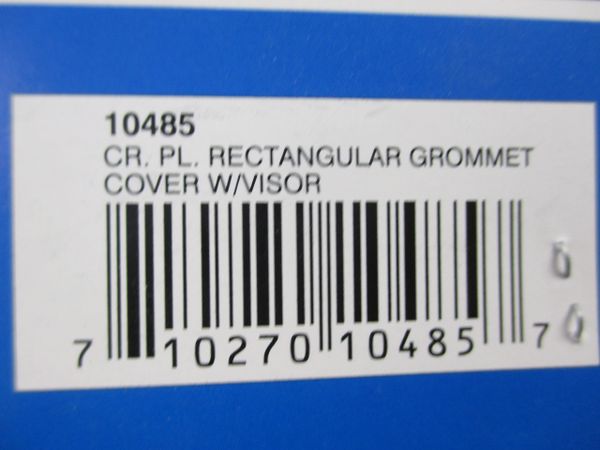 10485
CR. PL. RECTANGULAR GROMMET
COVER W/VISOR
7 10270 10485 7